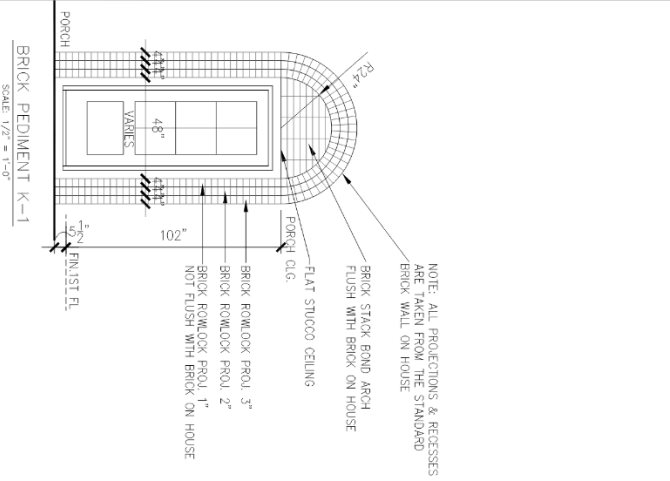 NOTE: ALL PROJECTIONS & RECESSES
ARE TAKEN FROM THE STANDARD
BRICK WALL ON HOUSE
R24"
BRICK STACK BOND ARCH
FLUSH WITH BRICK ON HOUSE
FLAT STUCCO CEILING
PORCH CLG.
BRICK ROWLOCK PROJ. 3"
BRICK ROWLOCK PROJ. 2"
BRICK ROWLOCK PROJ. 1"
NOT FLUSH WITH BRICK ON HOUSE
48"
VARIES
102"
5 1/2"
FIN.1ST FL
PORCH
BRICK PEDIMENT K-1
SCALE: 1/2" = 1'-0"